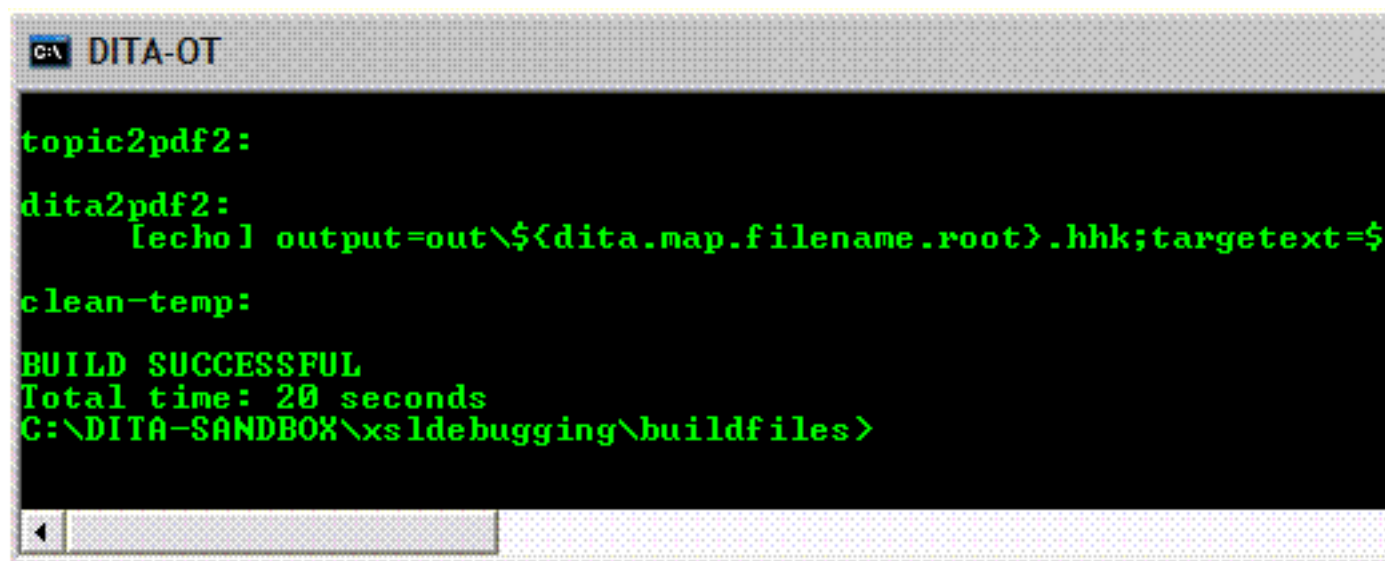 C:\ DITA-OT
topic2pdf2:
dita2pdf2:
[echo] output=out\${dita.map.filename.root}.hhk;targetext=$
clean-temp:
BUILD SUCCESSFUL
Total time: 20 seconds
C:\DITA-SANDBOX\xsldebugging\buildfiles>